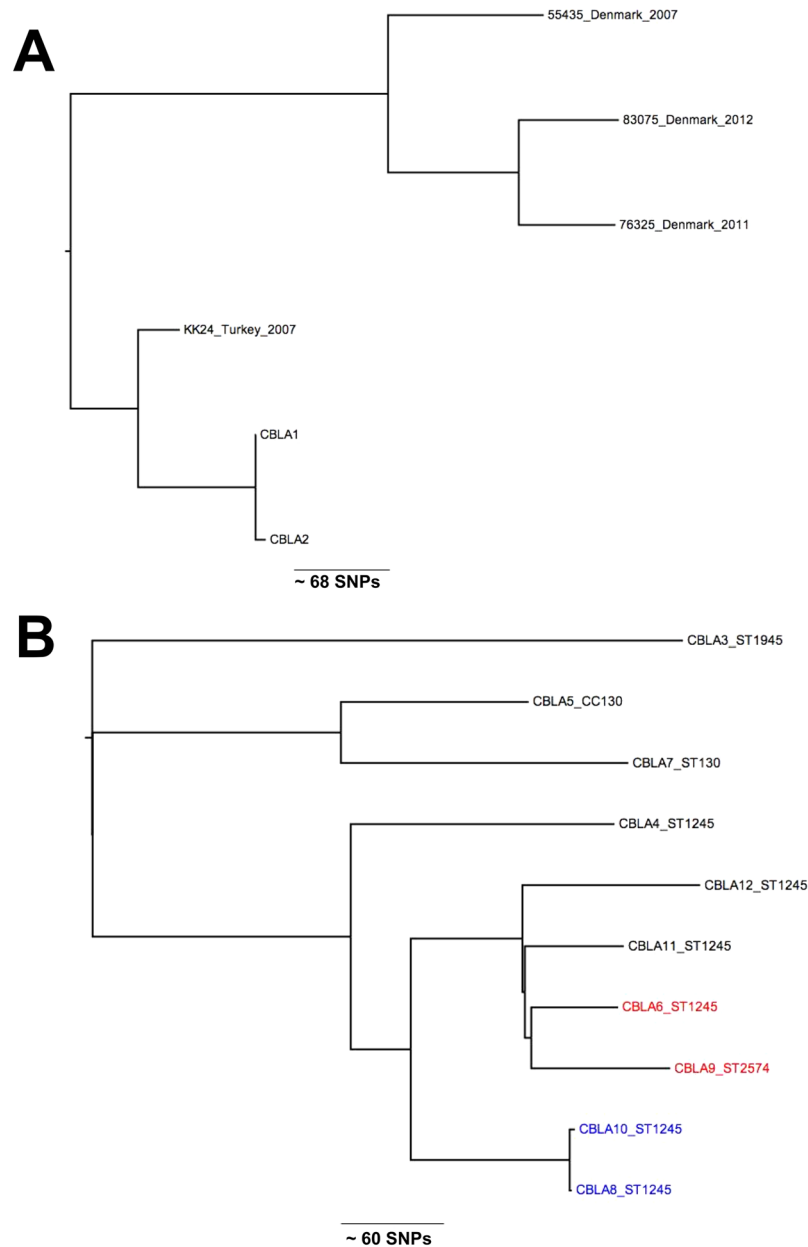 A
55435_Denmark_2007
83075_Denmark_2012
76325_Denmark_2011
KK24_Turkey_2007
CBLA1
CBLA2
~ 68 SNPs
B
CBLA3_ST1945
CBLA5_CC130
CBLA7_ST130
CBLA4_ST1245
CBLA12_ST1245
CBLA11_ST1245
CBLA6_ST1245
CBLA9_ST2574
CBLA10_ST1245
CBLA8_ST1245
~ 60 SNPs